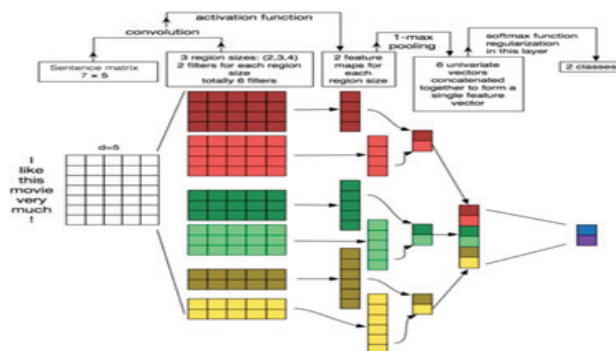 activation function
convolution
1-max
pooling
softmax function
regularization
in this layer
Sentence matrix
7 × 5
3 region sizes: (2,3,4)
2 filters for each region
size
totally 6 filters
2 feature
maps for
each region
size
6 univariate
vectors
concatenated
together to form a
single feature
vector
2 classes
d=5
I
like
this
movie
very
much
!